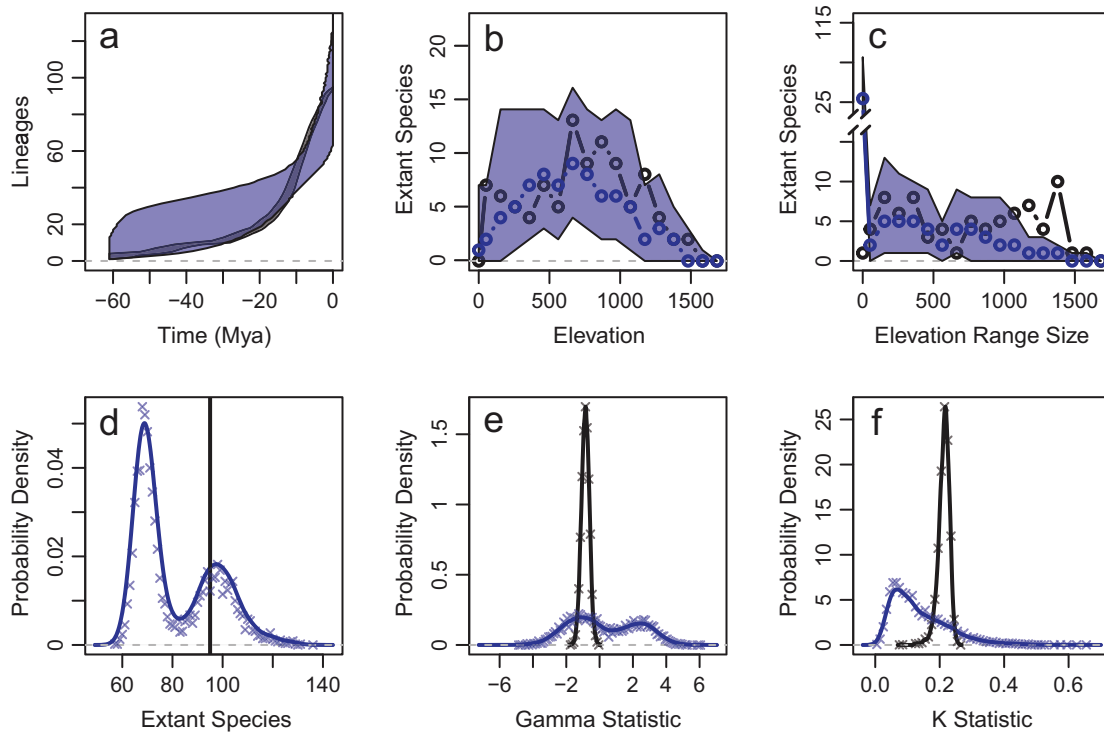 a
Lineages
0 20 60 100
−60 −40 −20 0
Time (Mya)
b
Extant Species
0 5 10 15 20
0 500 1000 1500
Elevation
c
Extant Species
0 5 10 25 115
0 500 1000 1500
Elevation Range Size
d
Probability Density
0 0.02 0.04
60 80 100 140
Extant Species
e
Probability Density
0 0.5 1 1.5
−6 −2 2 4 6
Gamma Statistic
f
Probability Density
0 5 10 15 20 25
0.0 0.2 0.4 0.6
K Statistic